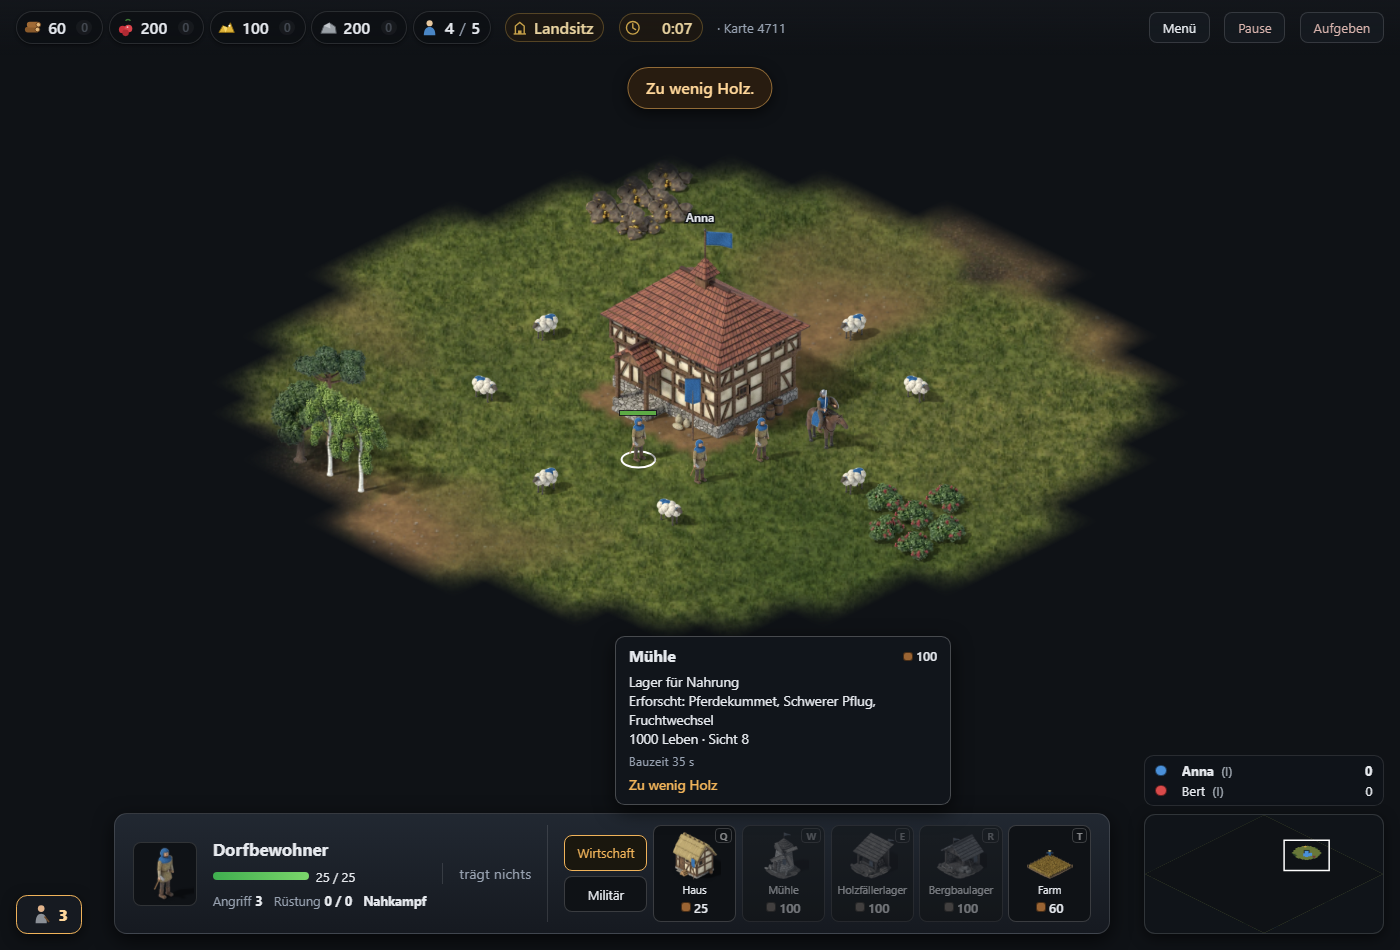 60 0 200 0 100 0 200 0 4 / 5 Landsitz 0:07 · Karte 4711 Menü Pause Aufgeben
Zu wenig Holz.
Anna
Mühle 100
Lager für Nahrung
Erforscht: Pferdekummet, Schwerer Pflug,
Fruchtwechsel
1000 Leben · Sicht 8
Bauzeit 35 s
Zu wenig Holz
Anna (I) 0
Bert (I) 0
3
Dorfbewohner
25 / 25
Angriff 3 Rüstung 0 / 0 Nahkampf
trägt nichts
Wirtschaft
Militär
Q
Haus
25
W
Mühle
100
E
Holzfällerlager
100
R
Bergbaulager
100
T
Farm
60